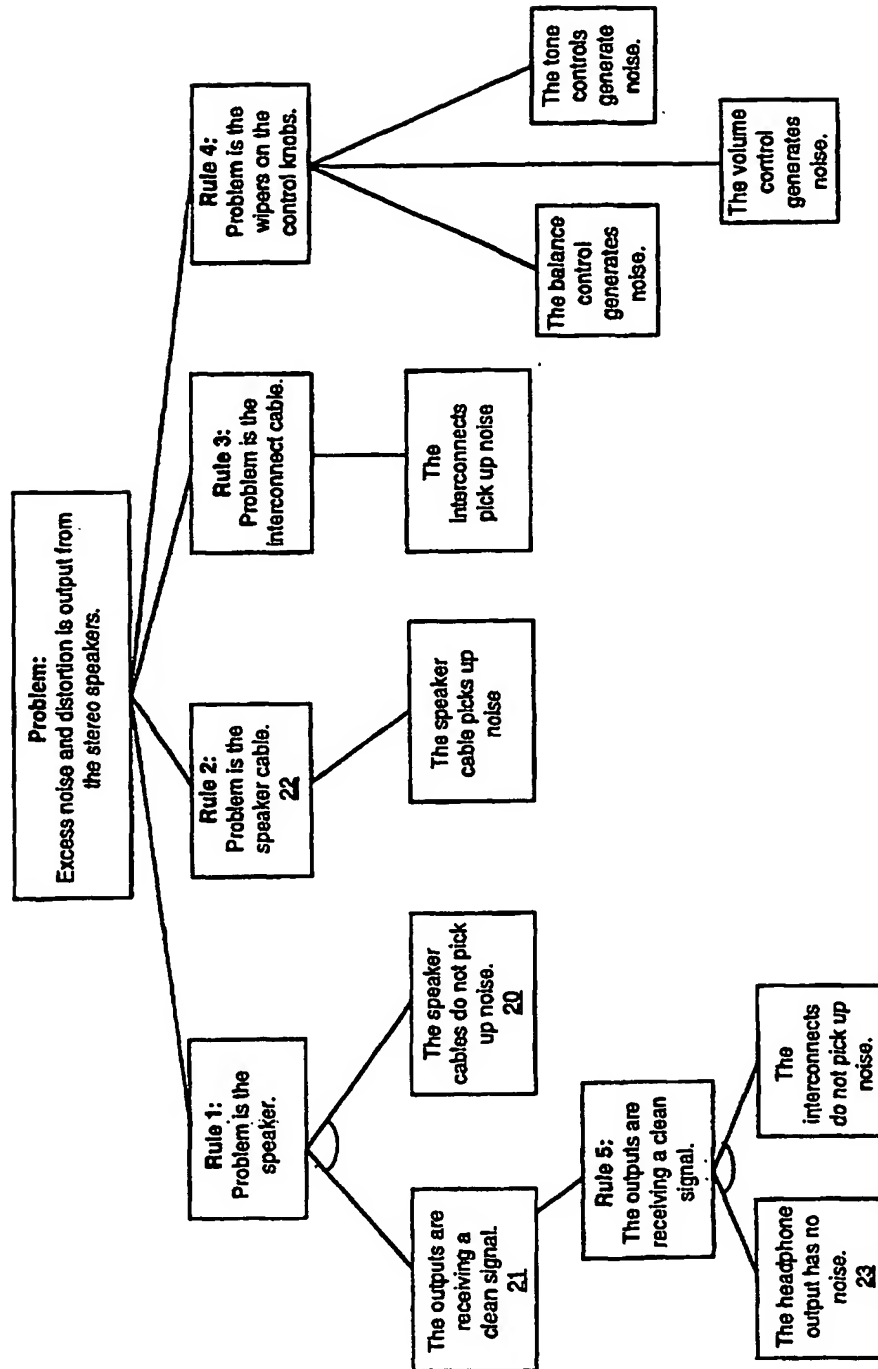 Problem:
Excess noise and distortion is output from
the stereo speakers.
Rule 1:
Problem is the
speaker.
Rule 2:
Problem is the
speaker cable.
22
Rule 3:
Problem is the
interconnect cable.
Rule 4:
Problem is the
wipers on the
control knobs.
The outputs are
receiving a
clean signal.
21
The speaker
cables do not pick
up noise.
20
The speaker
cable picks up
noise
The
interconnects
pick up noise
The balance
control
generates
noise.
The volume
control
generates
noise.
The tone
controls
generate
noise.
Rule 5:
The outputs are
receiving a clean
signal.
The headphone
output has no
noise.
23
The
interconnects
do not pick up
noise.